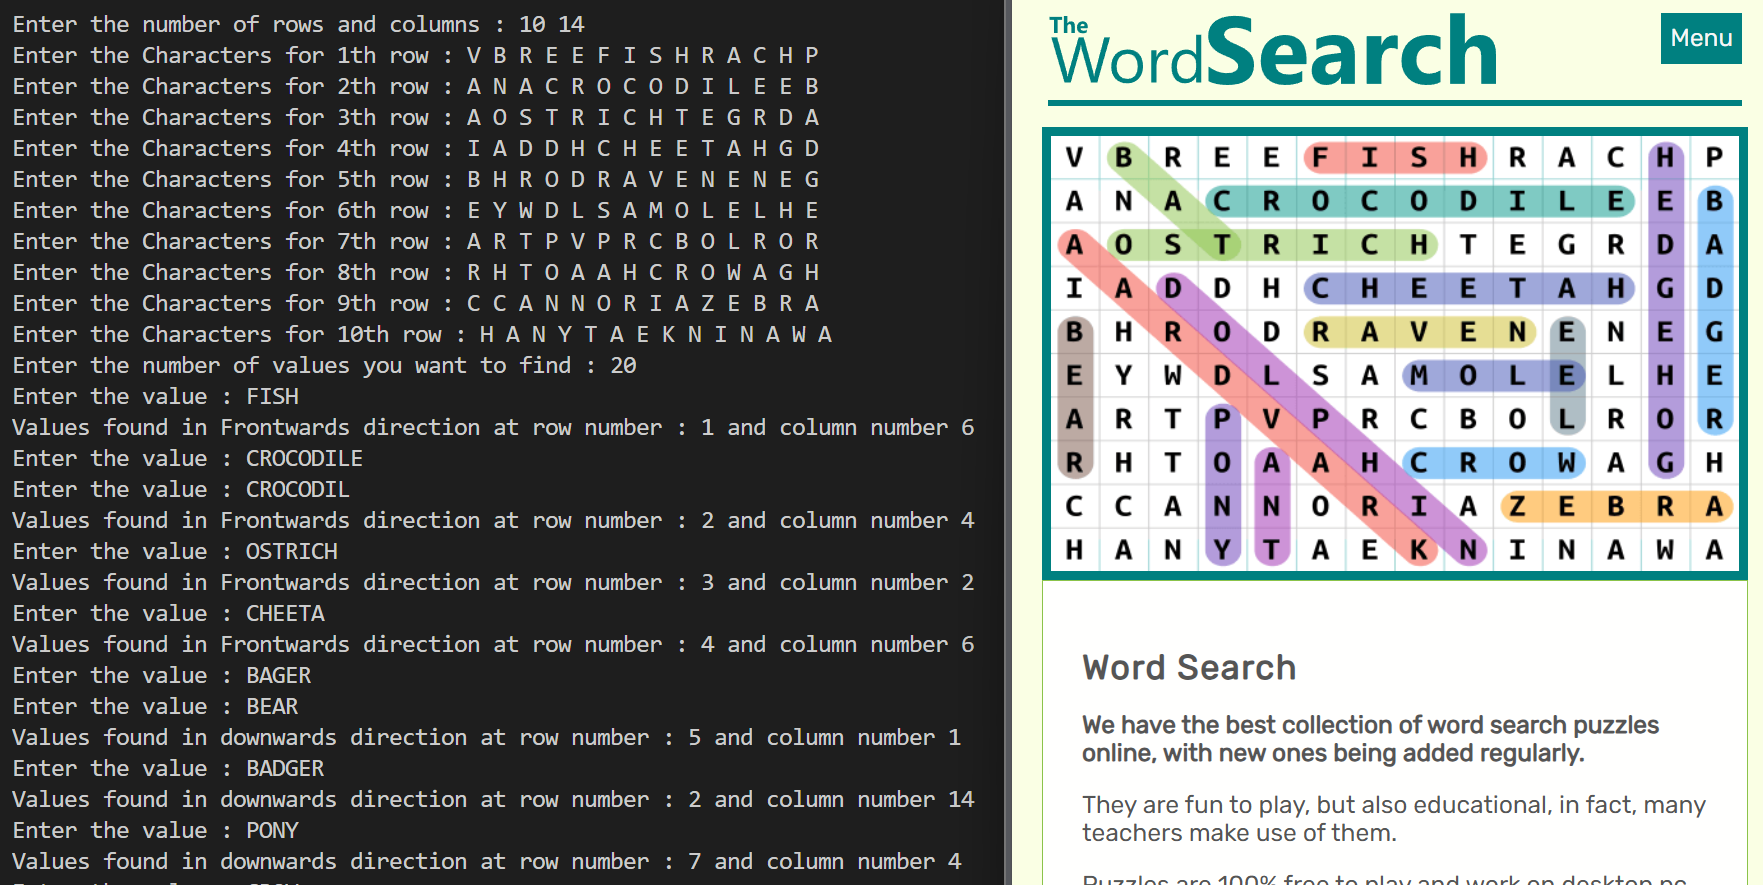 Enter the number of rows and columns : 10 14
Enter the Characters for 1th row : V B R E E F I S H R A C H P
Enter the Characters for 2th row : A N A C R O C O D I L E E B
Enter the Characters for 3th row : A O S T R I C H T E G R D A
Enter the Characters for 4th row : I A D D H C H E E T A H G D
Enter the Characters for 5th row : B H R O D R A V E N E N E G
Enter the Characters for 6th row : E Y W D L S A M O L E L H E
Enter the Characters for 7th row : A R T P V P R C B O L R O R
Enter the Characters for 8th row : R H T O A A H C R O W A G H
Enter the Characters for 9th row : C C A N N O R I A Z E B R A
Enter the Characters for 10th row : H A N Y T A E K N I N A W A
Enter the number of values you want to find : 20
Enter the value : FISH
Values found in Frontwards direction at row number : 1 and column number 6
Enter the value : CROCODILE
Enter the value : CROCODIL
Values found in Frontwards direction at row number : 2 and column number 4
Enter the value : OSTRICH
Values found in Frontwards direction at row number : 3 and column number 2
Enter the value : CHEETA
Values found in Frontwards direction at row number : 4 and column number 6
Enter the value : BAGER
Enter the value : BEAR
Values found in downwards direction at row number : 5 and column number 1
Enter the value : BADGER
Values found in downwards direction at row number : 2 and column number 14
Enter the value : PONY
Values found in downwards direction at row number : 7 and column number 4
The
WordSearch
Menu
V B R E E F I S H R A C H P
A N A C R O C O D I L E E B
A O S T R I C H T E G R D A
I A D D H C H E E T A H G D
B H R O D R A V E N E N E G
E Y W D L S A M O L E L H E
A R T P V P R C B O L R O R
R H T O A A H C R O W A G H
C C A N N O R I A Z E B R A
H A N Y T A E K N I N A W A
Word Search
We have the best collection of word search puzzles
online, with new ones being added regularly.
They are fun to play, but also educational, in fact, many
teachers make use of them.
Puzzles are 100% free to play and work on desktop pc